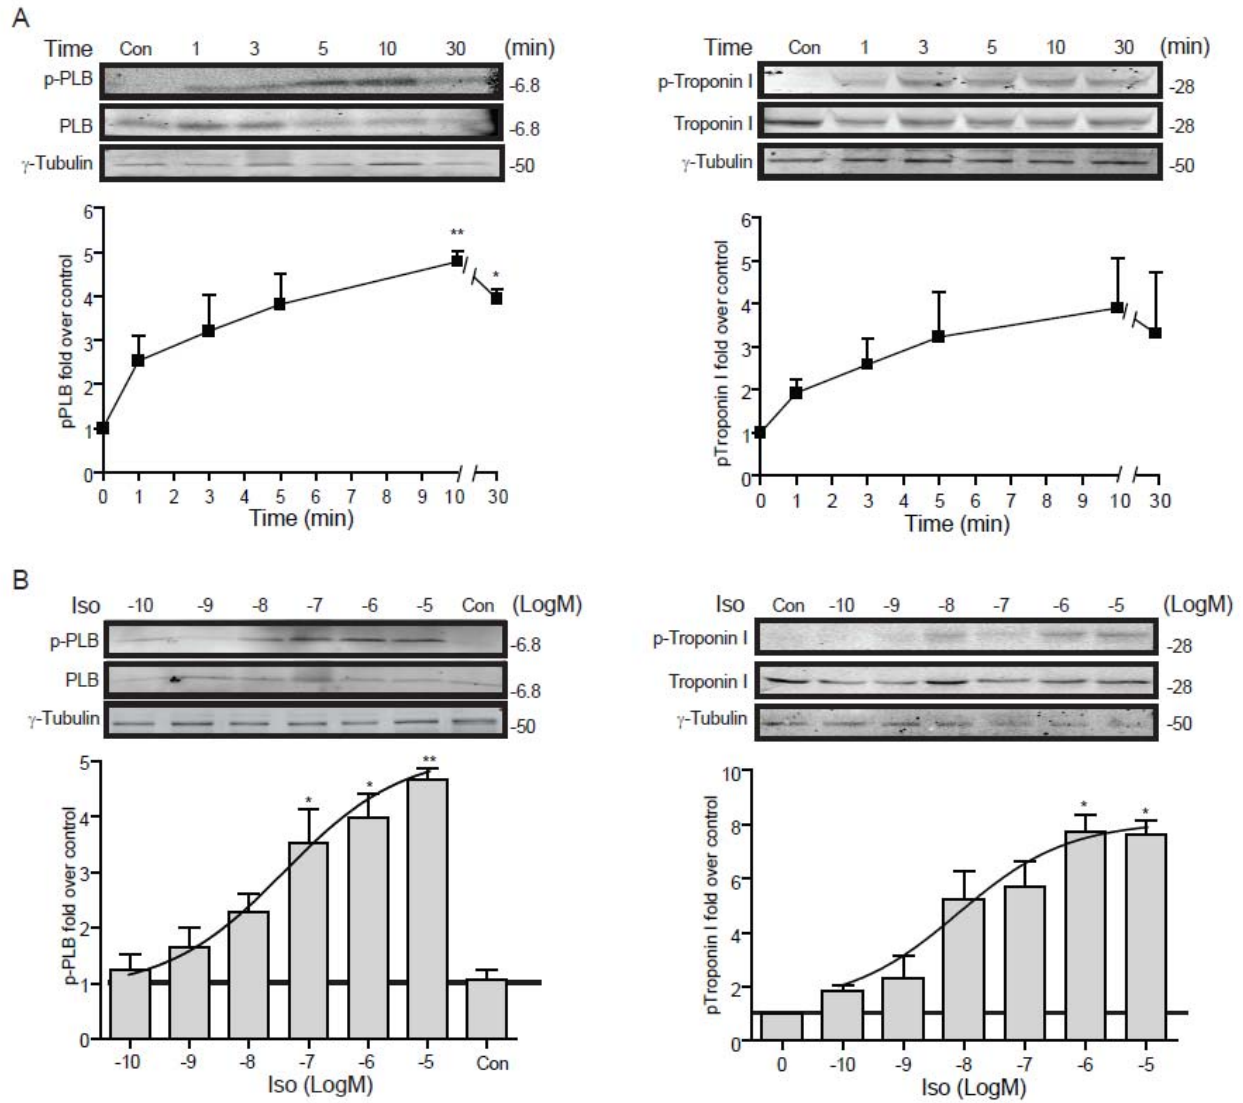 A
Time Con 1 3 5 10 30 (min)
p-PLB -6.8
PLB -6.8
γ-Tubulin -50
6
5
4
3
2
1
0
pPLB fold over control
** *
0 1 2 3 4 5 6 7 8 9 10 30
Time (min)
Time Con 1 3 5 10 30 (min)
p-Troponin I -28
Troponin I -28
γ-Tubulin -50
6
5
4
3
2
1
0
pTroponin I fold over control
0 1 2 3 4 5 6 7 8 9 10 30
Time (min)
B
Iso -10 -9 -8 -7 -6 -5 Con (LogM)
p-PLB -6.8
PLB -6.8
γ-Tubulin -50
5
4
3
2
1
0
p-PLB fold over control
* * **
-10 -9 -8 -7 -6 -5 Con
Iso (LogM)
Iso Con -10 -9 -8 -7 -6 -5 (LogM)
p-Troponin I -28
Troponin I -28
γ-Tubulin -50
10
8
6
4
2
0
pTroponin I fold over control
* *
0 -10 -9 -8 -7 -6 -5
Iso (LogM)